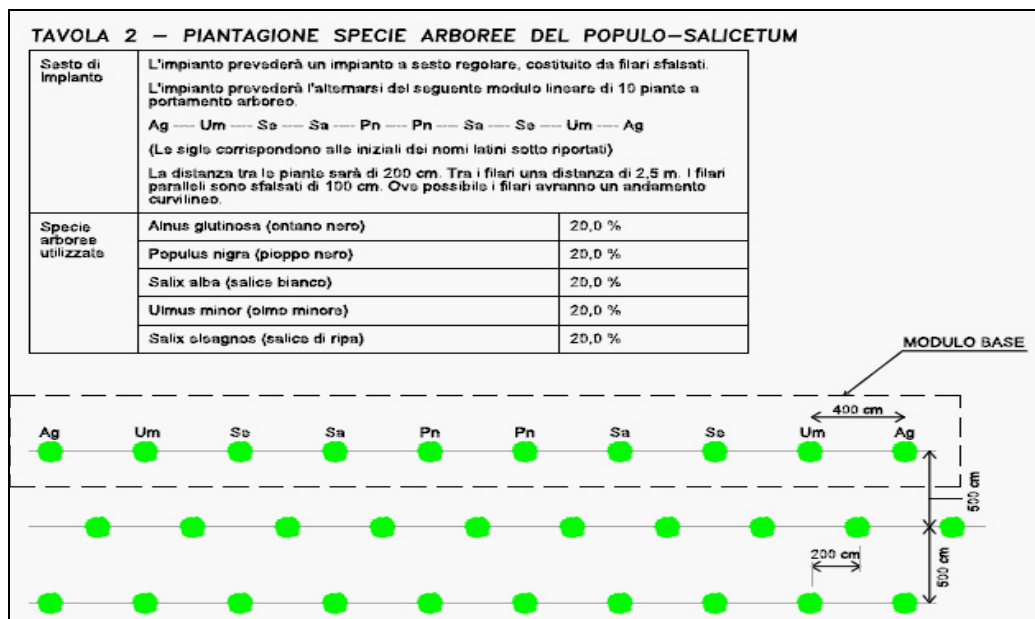 TAVOLA 2 – PIANTAGIONE SPECIE ARBOREE DEL POPULO–SALICETUM
Sesto di
Impianto
L'impianto prevederà un impianto a sesto regolare, costituito da filari sfalsati.
L'impianto prevederà l'alternarsi del seguente modulo lineare di 10 piante a
portamento arboreo.
Ag –– Um –– Se –– Sa –– Pn –– Pn –– Sa –– Se –– Um –– Ag
(Le sigle corrispondono alle iniziali dei nomi latini sotto riportati)
La distanza tra le piante sarà di 200 cm. Tra i filari una distanza di 2,5 m. I filari
paralleli sono sfalsati di 100 cm. Ove possibile i filari avranno un andamento
curvilineo.
Specie
arboree
utilizzate
Alnus glutinosa (ontano nero) 20,0 %
Populus nigra (pioppo nero) 20,0 %
Salix alba (salice bianco) 20,0 %
Ulmus minor (olmo minore) 20,0 %
Salix eleagnos (salice di ripa) 20,0 %
MODULO BASE
400 cm
Ag Um Se Sa Pn Pn Sa Se Um Ag
500 cm
200 cm
500 cm